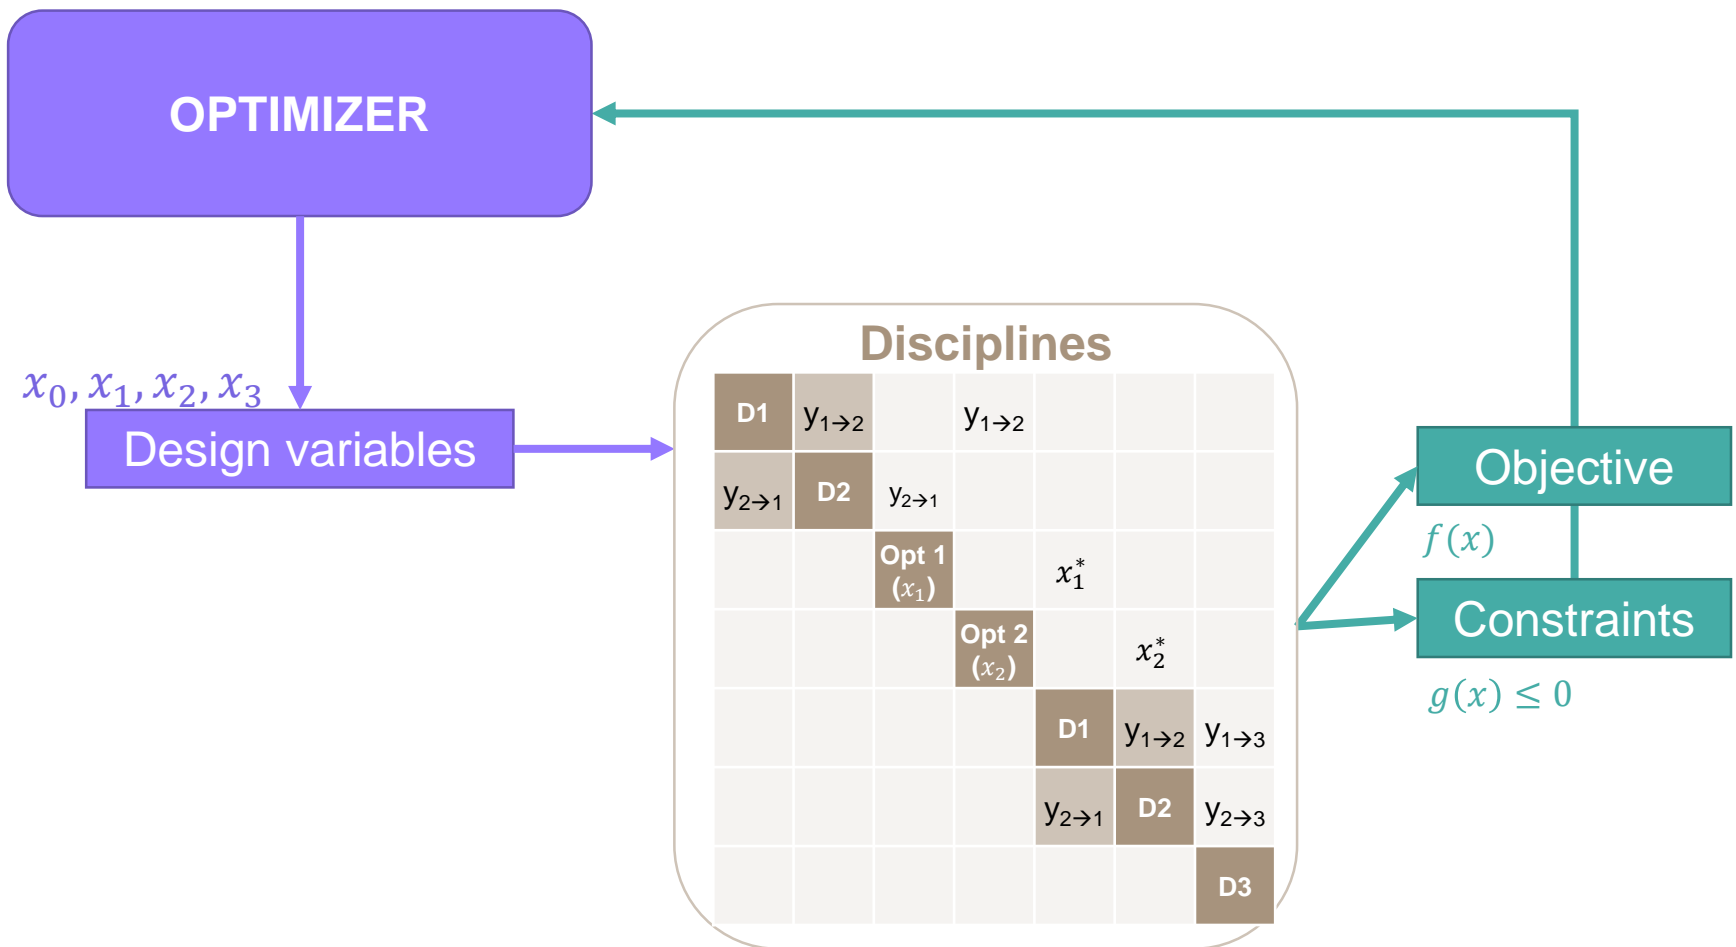 OPTIMIZER
x₀, x₁, x₂, x₃
Design variables
Disciplines
D1 y₁→₂ y₁→₂
y₂→₁ D2 y₂→₁
Opt 1
(x₁)
x₁*
Opt 2
(x₂)
x₂*
D1 y₁→₂ y₁→₃
y₂→₁ D2 y₂→₃
D3
Objective
f(x)
Constraints
g(x) ≤ 0